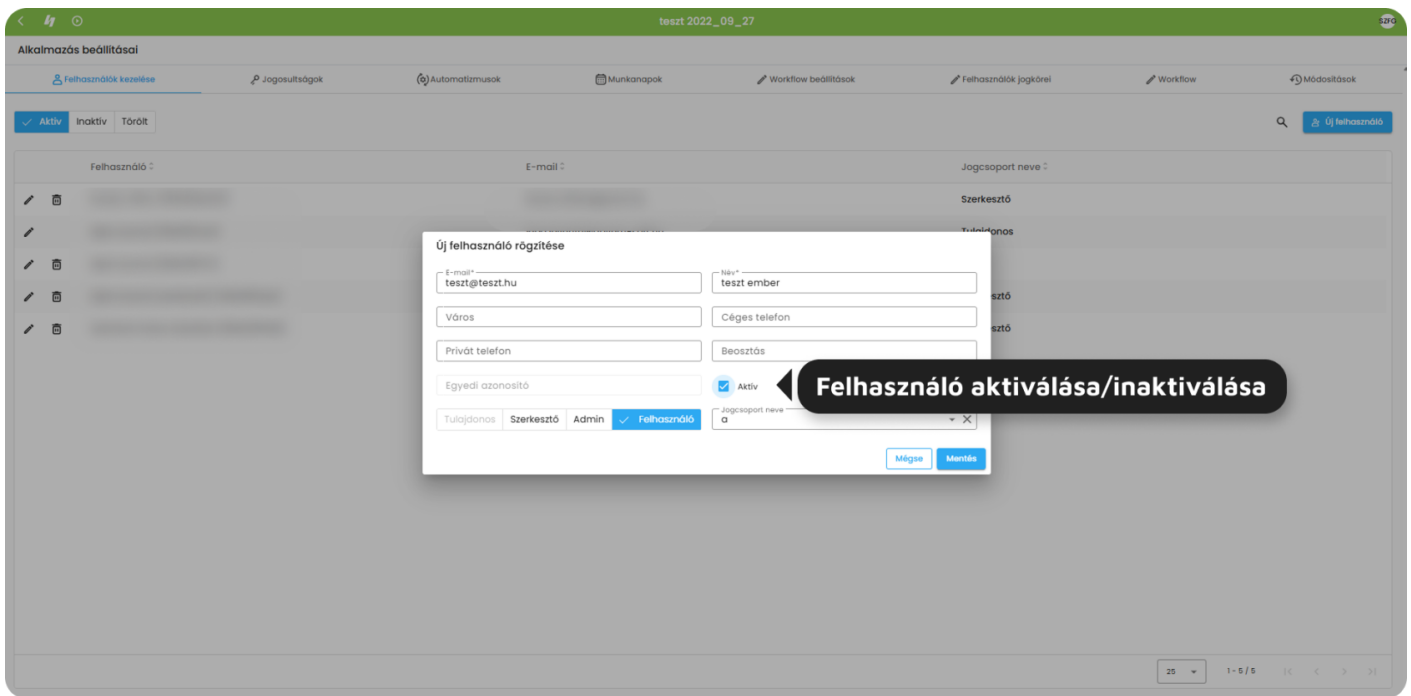 teszt 2022_09_27
SZFG
Alkalmazás beállításai
Felhasználók kezelése Jogosultságok Automatizmusok Munkanapok Workflow beállítások Felhasználók jogkörei Workflow Módosítások
Aktív Inaktív Törölt Új felhasználó
Felhasználó E-mail Jogcsoport neve
Szerkesztő
Tulajdonos
Új felhasználó rögzítése
E-mail* Név*
teszt@teszt.hu teszt ember
Város Céges telefon
Privát telefon Beosztás
Egyedi azonosító Aktív
Felhasználó aktiválása/inaktiválása
Jogcsoport neve
Tulajdonos Szerkesztő Admin Felhasználó a
Mégse Mentés
sztő
sztő
25 1-5/5